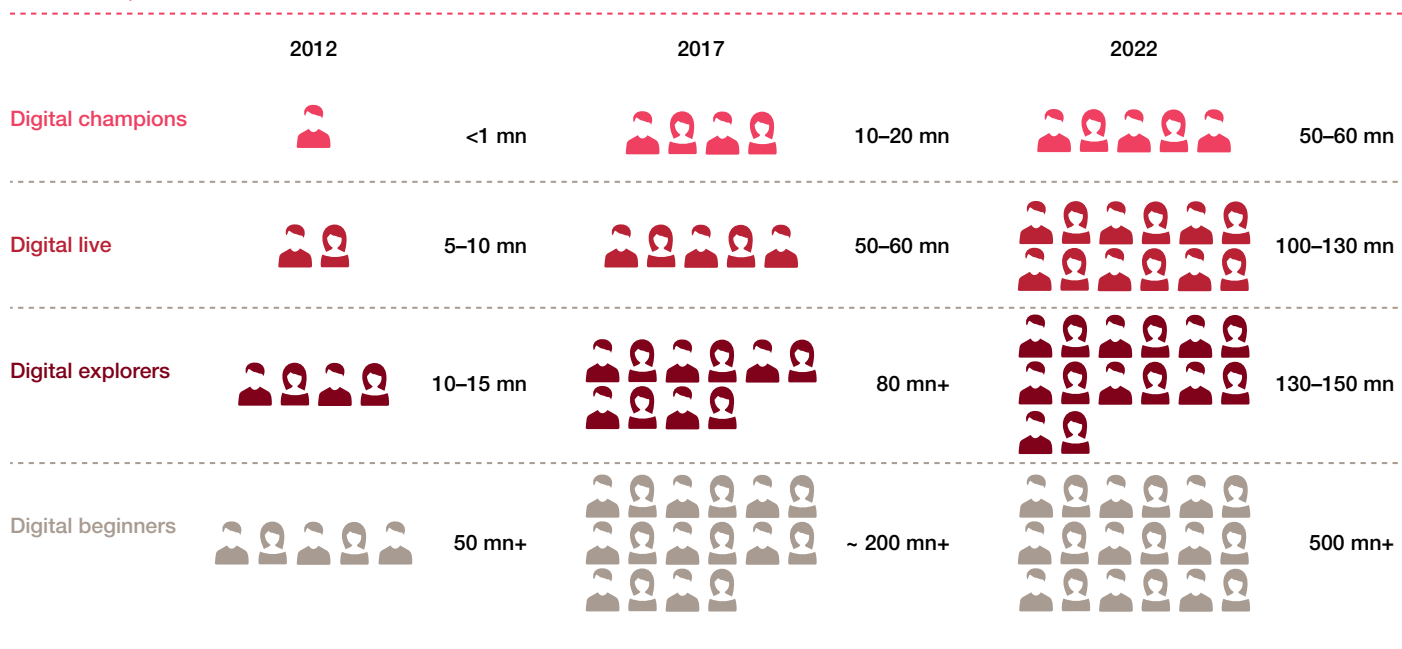 2012 2017 2022
Digital champions <1 mn 10–20 mn 50–60 mn
Digital live 5–10 mn 50–60 mn 100–130 mn
Digital explorers 10–15 mn 80 mn+ 130–150 mn
Digital beginners 50 mn+ ~ 200 mn+ 500 mn+